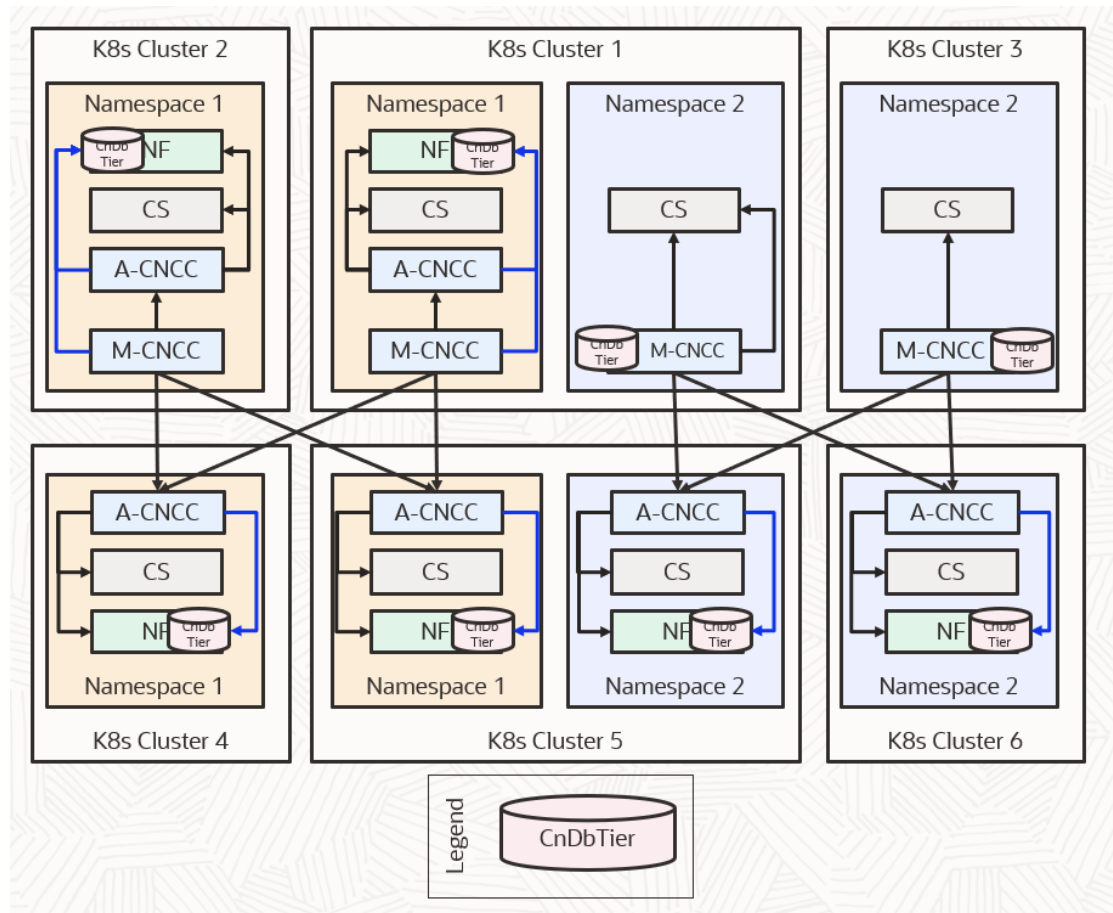 K8s Cluster 2
Namespace 1
CnDb
Tier
NF
CS
A-CNCC
M-CNCC
K8s Cluster 1
Namespace 1
NF
CnDb
Tier
CS
A-CNCC
M-CNCC
Namespace 2
CS
CnDb
Tier
M-CNCC
K8s Cluster 3
Namespace 2
CS
M-CNCC
CnDb
Tier
A-CNCC
CS
NF
CnDb
Tier
Namespace 1
K8s Cluster 4
A-CNCC
CS
NF
CnDb
Tier
Namespace 1
A-CNCC
CS
NF
CnDb
Tier
Namespace 2
K8s Cluster 5
A-CNCC
CS
NF
CnDb
Tier
Namespace 2
K8s Cluster 6
Legend
CnDbTier